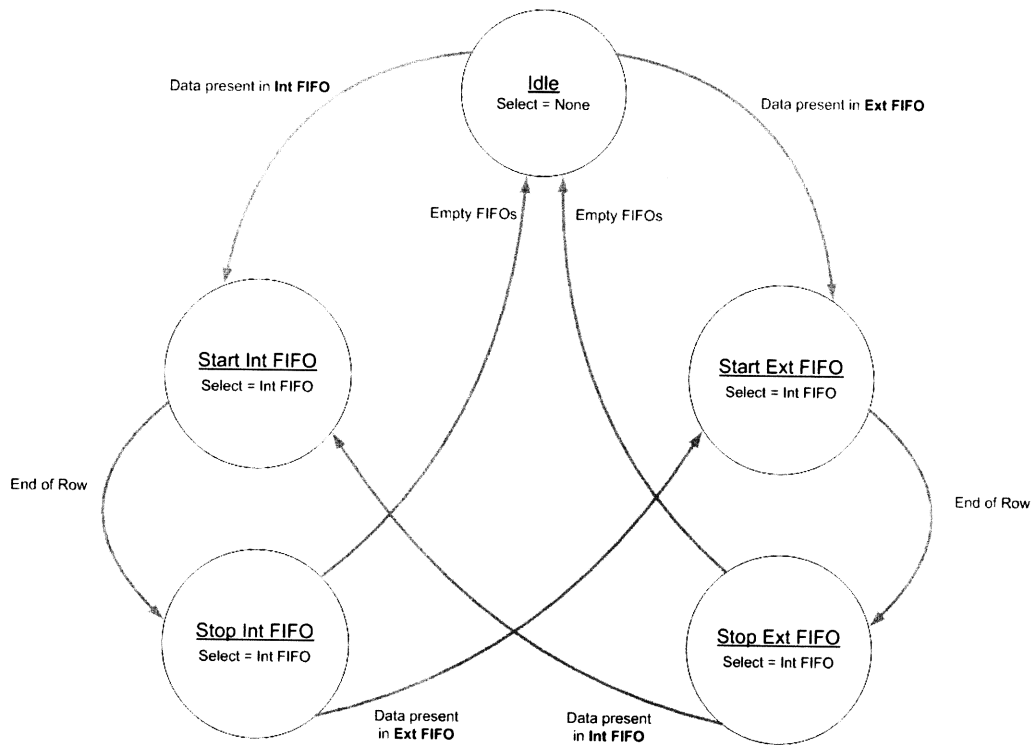 Idle
Select = None
Data present in Int FIFO
Data present in Ext FIFO
Empty FIFOs
Empty FIFOs
Start Int FIFO
Select = Int FIFO
Start Ext FIFO
Select = Int FIFO
End of Row
End of Row
Stop Int FIFO
Select = Int FIFO
Stop Ext FIFO
Select = Int FIFO
Data present
in Ext FIFO
Data present
in Int FIFO